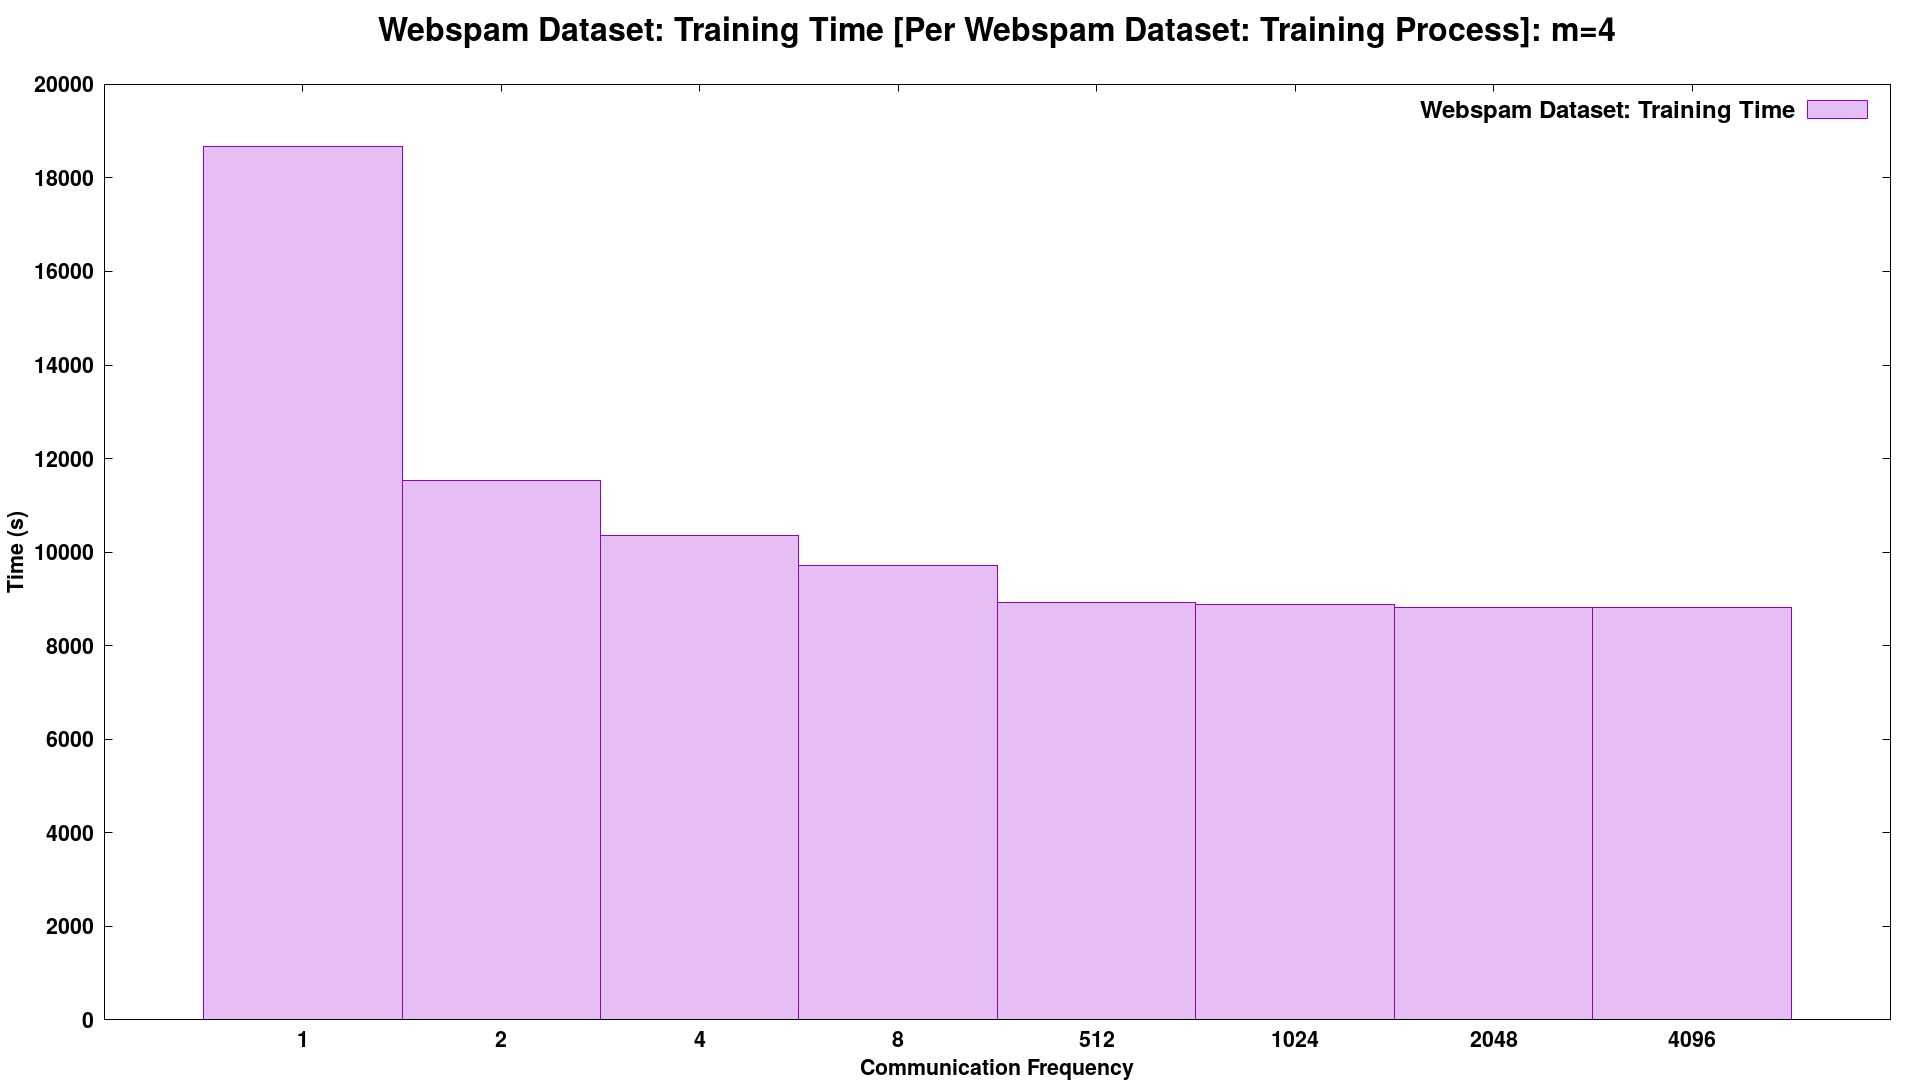 Webspam Dataset: Training Time [Per Webspam Dataset: Training Process]: m=4
Webspam Dataset: Training Time
20000
18000
16000
14000
12000
10000
8000
6000
4000
2000
0
Time (s)
1 2 4 8 512 1024 2048 4096
Communication Frequency